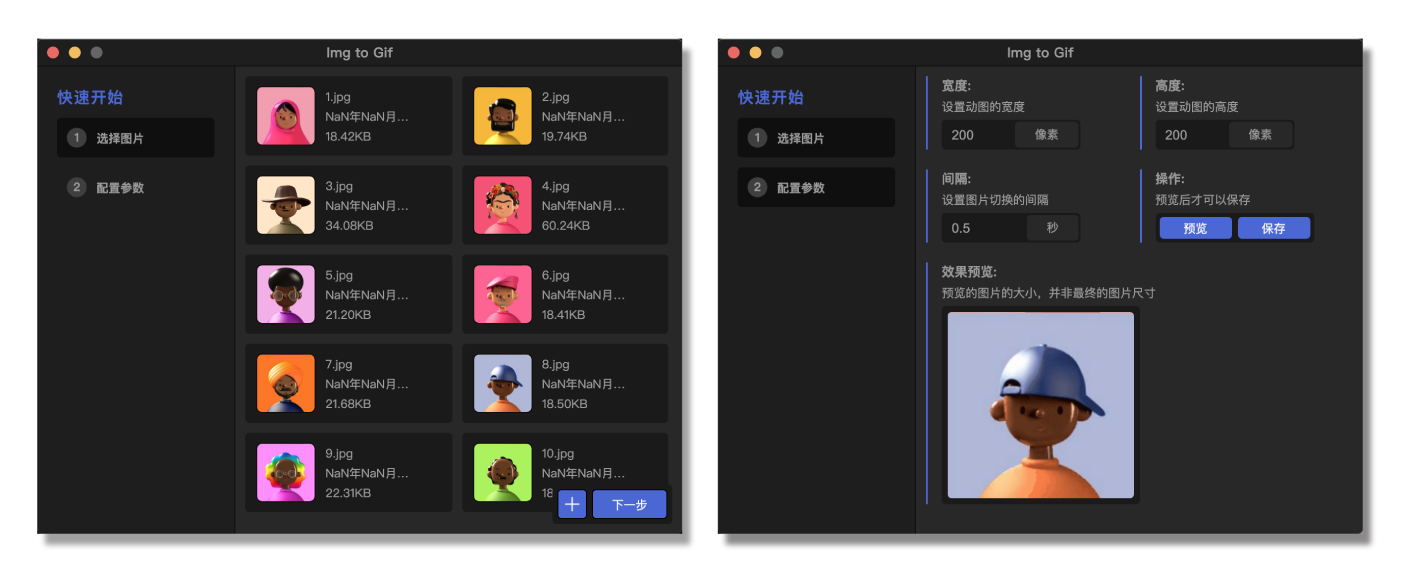 Img to Gif
快速开始
1 选择图片
2 配置参数
1.jpg
NaN年NaN月...
18.42KB
2.jpg
NaN年NaN月...
19.74KB
3.jpg
NaN年NaN月...
34.08KB
4.jpg
NaN年NaN月...
60.24KB
5.jpg
NaN年NaN月...
21.20KB
6.jpg
NaN年NaN月...
18.41KB
7.jpg
NaN年NaN月...
21.68KB
8.jpg
NaN年NaN月...
18.50KB
9.jpg
NaN年NaN月...
22.31KB
10.jpg
NaN年NaN月...
18
下一步
Img to Gif
快速开始
1 选择图片
2 配置参数
宽度:
设置动图的宽度
200 像素
高度:
设置动图的高度
200 像素
间隔:
设置图片切换的间隔
0.5 秒
操作:
预览后才可以保存
预览 保存
效果预览:
预览的图片的大小，并非最终的图片尺寸